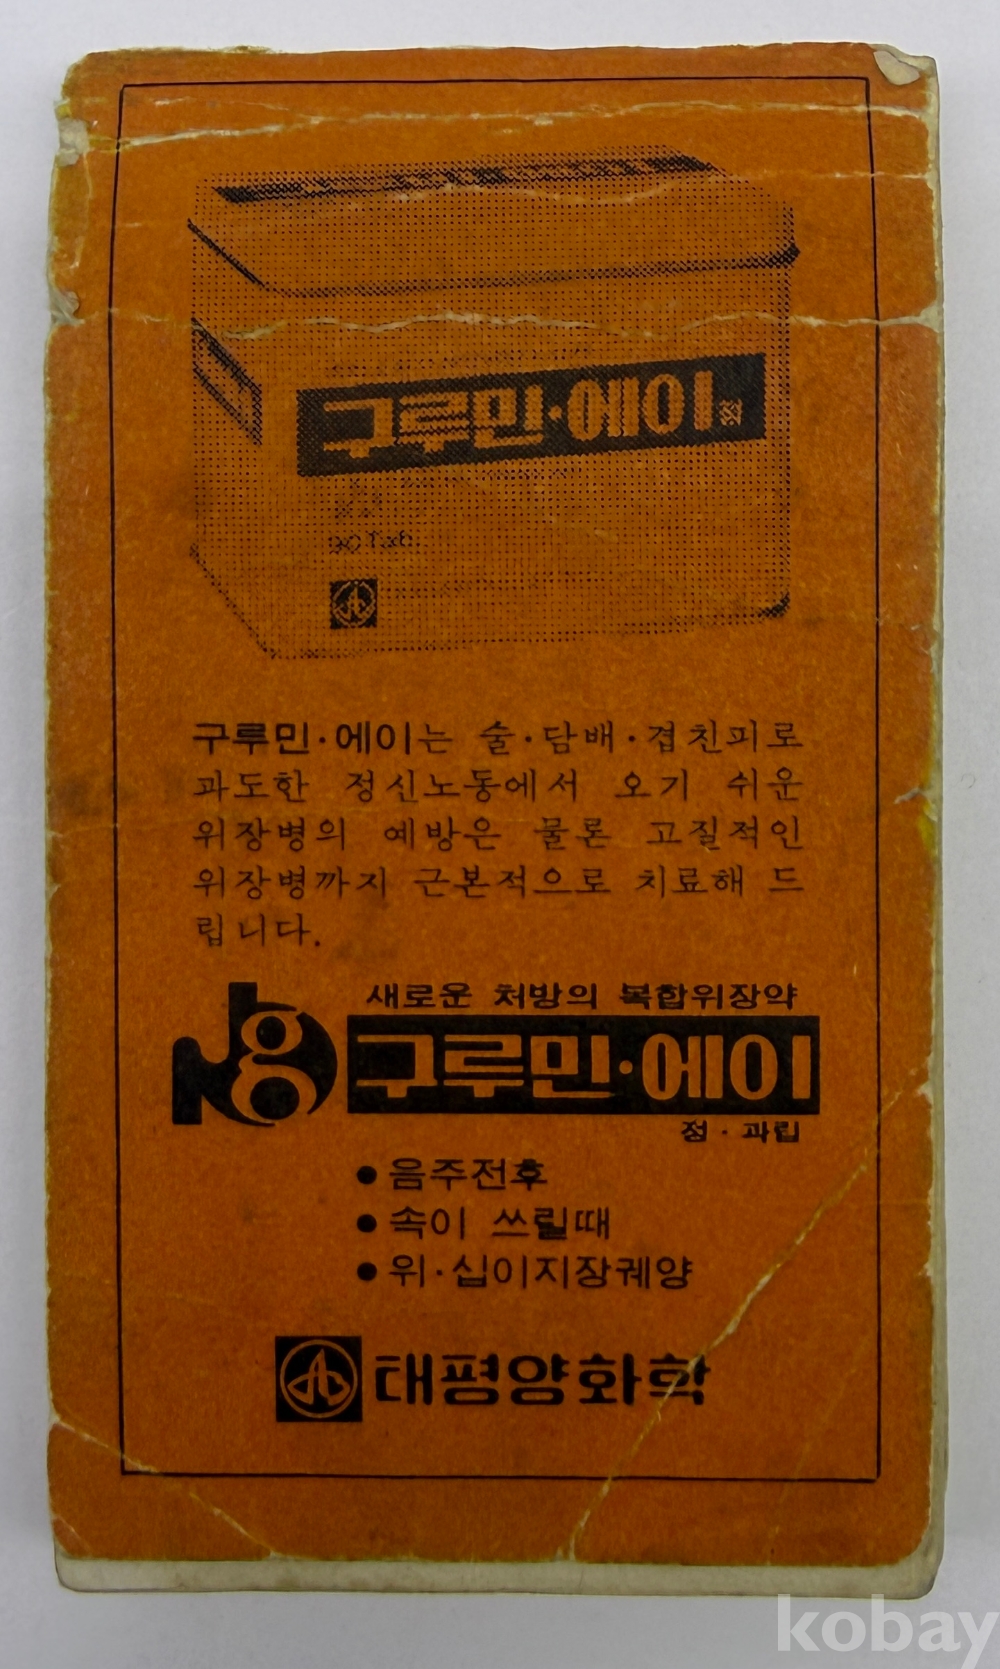 구루민·에이정
90 Tab.
구루민·에이는 술·담배·겹친피로
과도한 정신노동에서 오기 쉬운
위장병의 예방은 물론 고질적인
위장병까지 근본적으로 치료해 드
립니다.
새로운 처방의 복합위장약
구루민·에이
정·과립
●음주전후
●속이 쓰릴때
●위·십이지장궤양
태평양화학
kobay